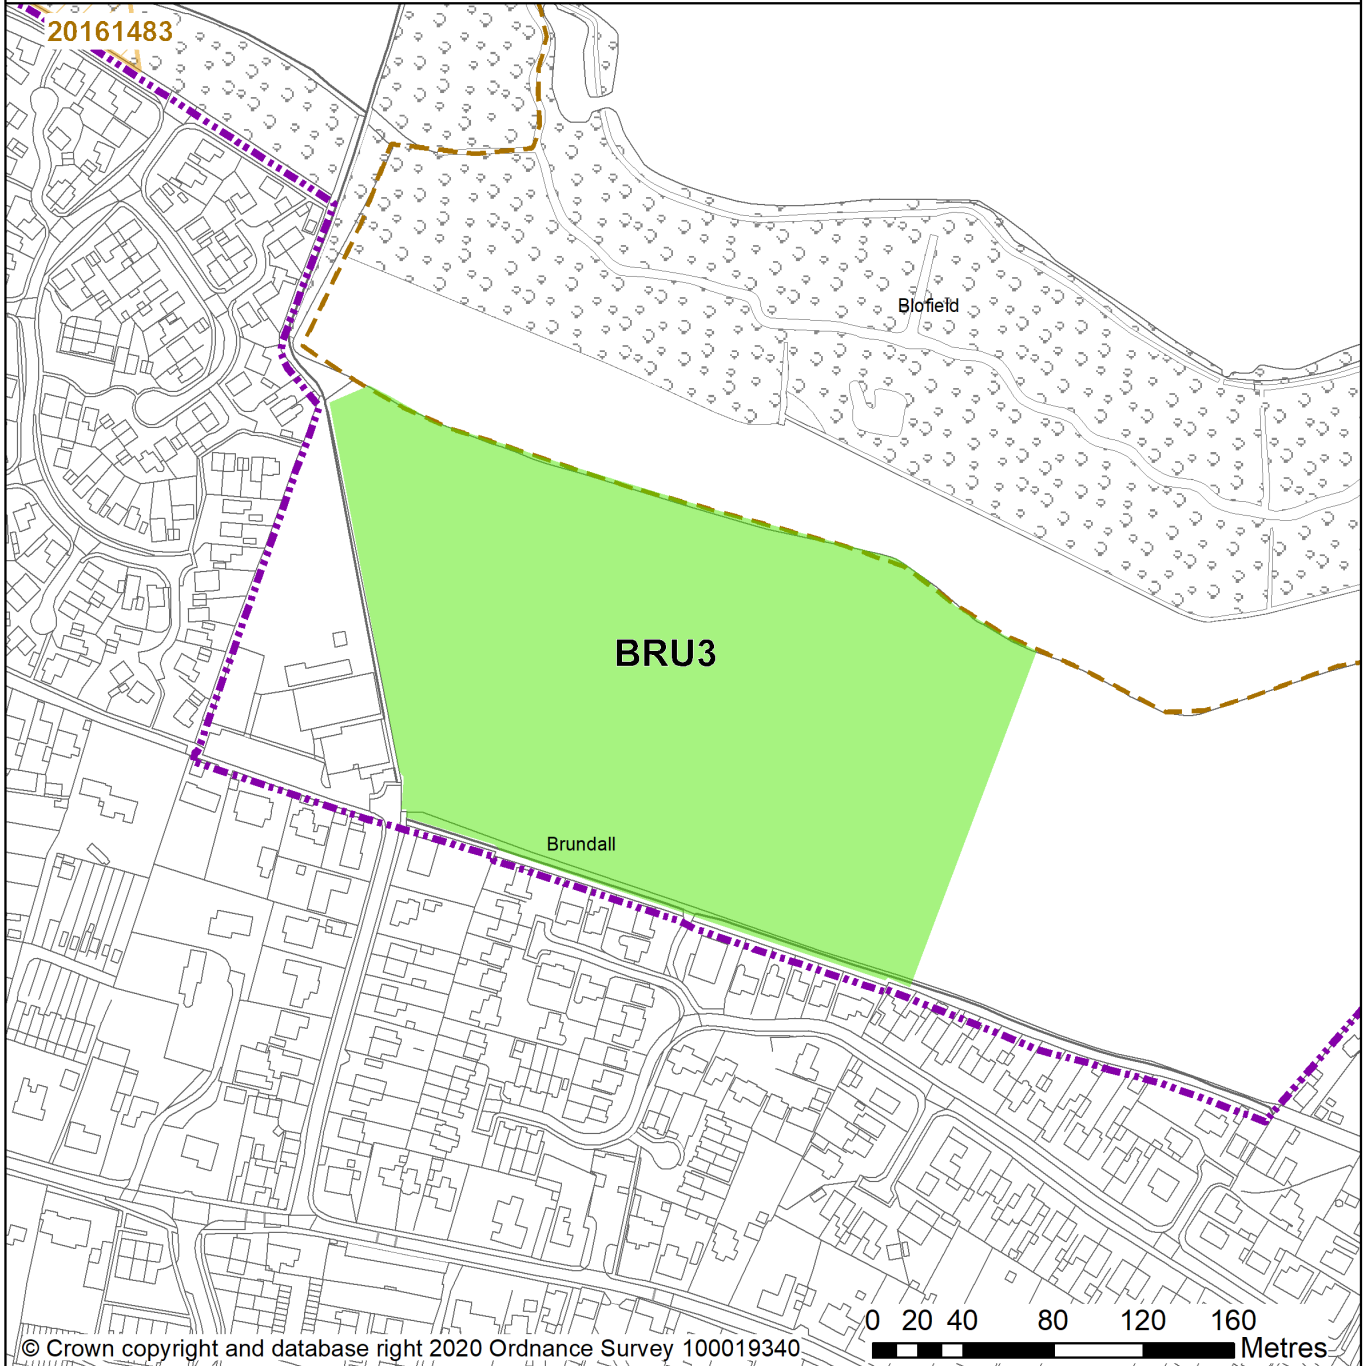 20161483
Blofield
BRU3
Brundall
0 20 40 80 120 160
Metres
© Crown copyright and database right 2020 Ordnance Survey 100019340